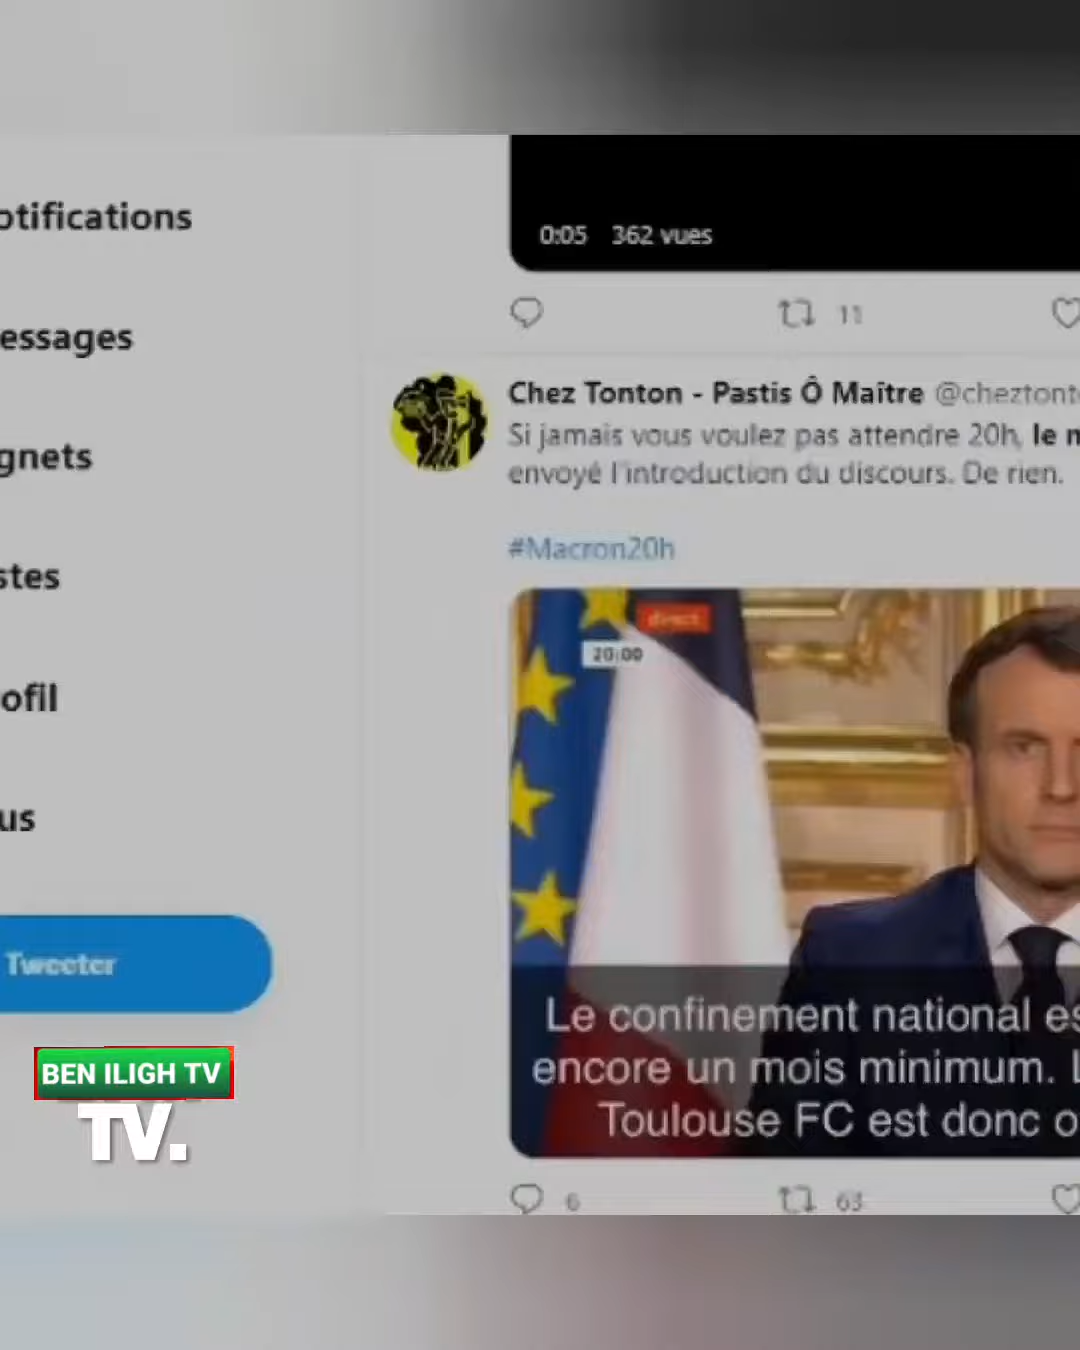 otifications
essages
gnets
stes
ofil
us
Tweeter
BEN ILIGH TV
TV.
0:05 362 vues
11
Chez Tonton - Pastis Ô Maître @cheztont
Si jamais vous voulez pas attendre 20h, le
envoyé l'introduction du discours. De rien.
#Macron20h
direct
20:00
Le confinement national es
encore un mois minimum. L
Toulouse FC est donc o
6 63